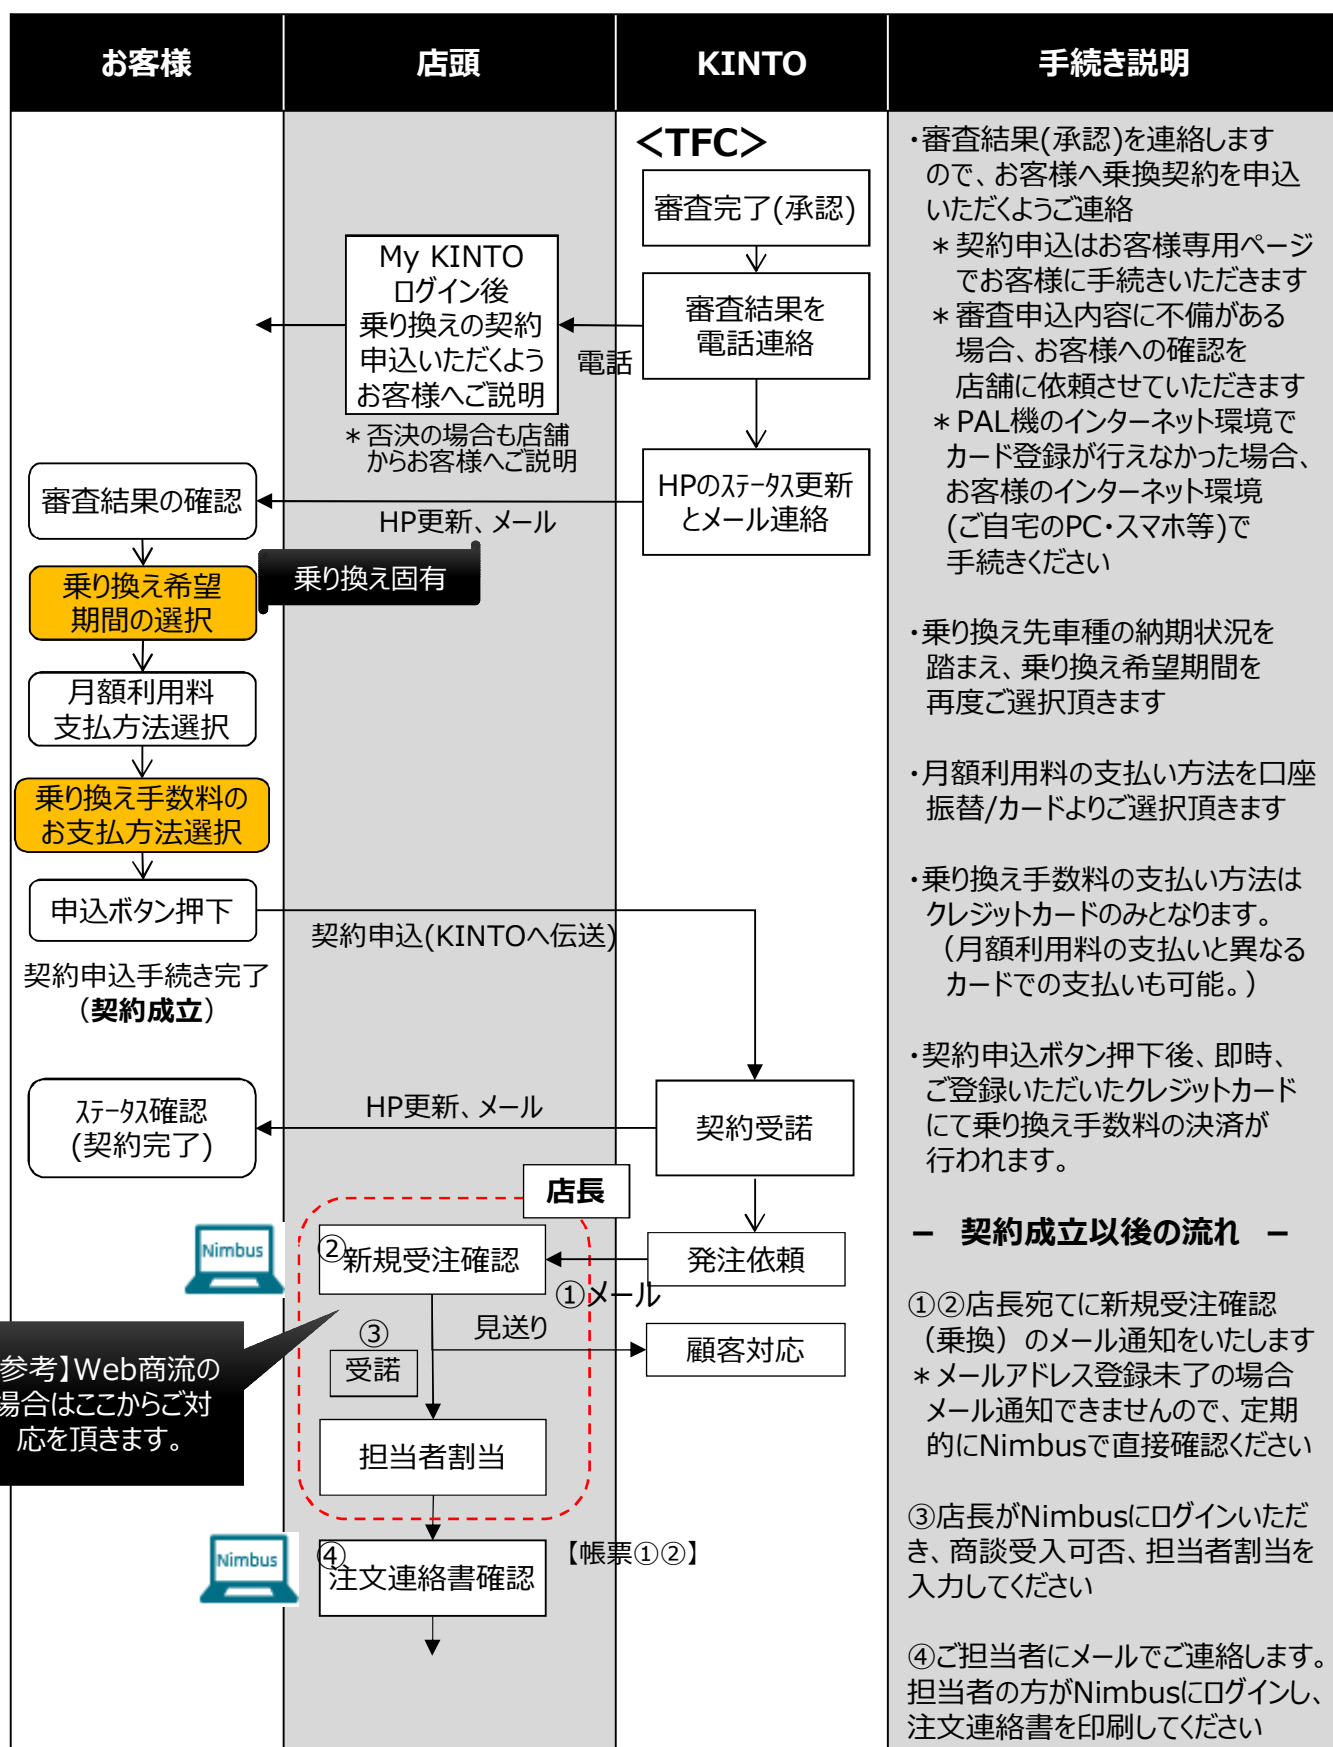 お客様
店頭
KINTO
手続き説明
＜TFC＞
審査完了(承認)
審査結果を
電話連絡
電話
My KINTO
ログイン後
乗り換えの契約
申込いただくよう
お客様へご説明
＊否決の場合も店舗
からお客様へご説明
HPのｽﾃｰﾀｽ更新
とメール連絡
HP更新、メール
審査結果の確認
乗り換え固有
乗り換え希望
期間の選択
月額利用料
支払方法選択
乗り換え手数料の
お支払方法選択
申込ボタン押下
契約申込(KINTOへ伝送)
契約申込手続き完了
（契約成立）
契約受諾
HP更新、メール
ｽﾃｰﾀｽ確認
(契約完了)
店長
発注依頼
①メール
Nimbus
②新規受注確認
見送り
顧客対応
③
受諾
参考】Web商流の
場合はここからご対
応を頂きます。
担当者割当
Nimbus
④
注文連絡書確認
【帳票①②】
・審査結果(承認)を連絡します
ので、お客様へ乗換契約を申込
いただくようご連絡
＊契約申込はお客様専用ページ
でお客様に手続きいただきます
＊審査申込内容に不備がある
場合、お客様への確認を
店舗に依頼させていただきます
＊PAL機のインターネット環境で
カード登録が行えなかった場合、
お客様のインターネット環境
(ご自宅のPC・スマホ等)で
手続きください
・乗り換え先車種の納期状況を
踏まえ、乗り換え希望期間を
再度ご選択頂きます
・月額利用料の支払い方法を口座
振替/カードよりご選択頂きます
・乗り換え手数料の支払い方法は
クレジットカードのみとなります。
（月額利用料の支払いと異なる
カードでの支払いも可能。）
・契約申込ボタン押下後、即時、
ご登録いただいたクレジットカード
にて乗り換え手数料の決済が
行われます。
－ 契約成立以後の流れ －
①②店長宛てに新規受注確認
（乗換）のメール通知をいたします
＊メールアドレス登録未了の場合
メール通知できませんので、定期
的にNimbusで直接確認ください
③店長がNimbusにログインいただ
き、商談受入可否、担当者割当を
入力してください
④ご担当者にメールでご連絡します。
担当者の方がNimbusにログインし、
注文連絡書を印刷してください